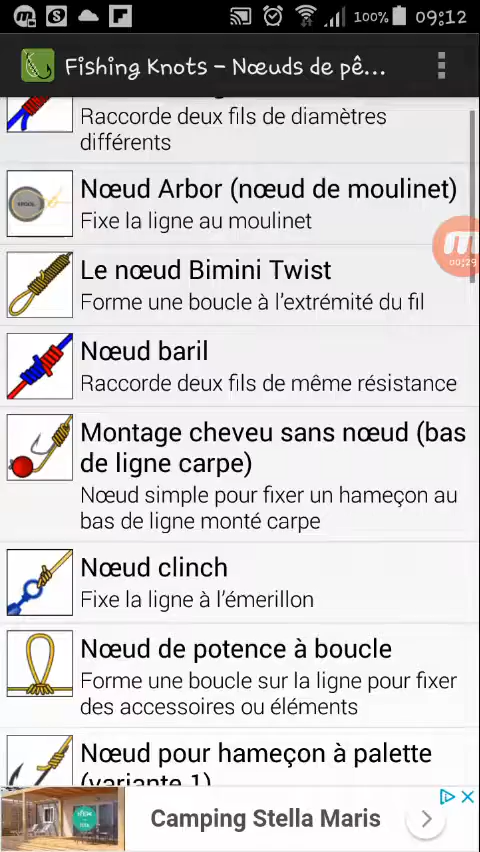 100% 09:12
Fishing Knots – Nœuds de pê...
Raccorde deux fils de diamètres
différents
Nœud Arbor (nœud de moulinet)
Fixe la ligne au moulinet
00:29
Le nœud Bimini Twist
Forme une boucle à l'extrémité du fil
Nœud baril
Raccorde deux fils de même résistance
Montage cheveu sans nœud (bas
de ligne carpe)
Nœud simple pour fixer un hameçon au
bas de ligne monté carpe
Nœud clinch
Fixe la ligne à l'émerillon
Nœud de potence à boucle
Forme une boucle sur la ligne pour fixer
des accessoires ou éléments
Nœud pour hameçon à palette
(variante 1)
Camping Stella Maris